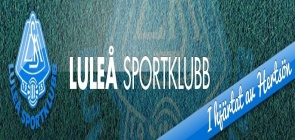 LULEÅ SPORTKLUBB
LULEÅ SPORTKLUBB
I hjärtat av Hertsön